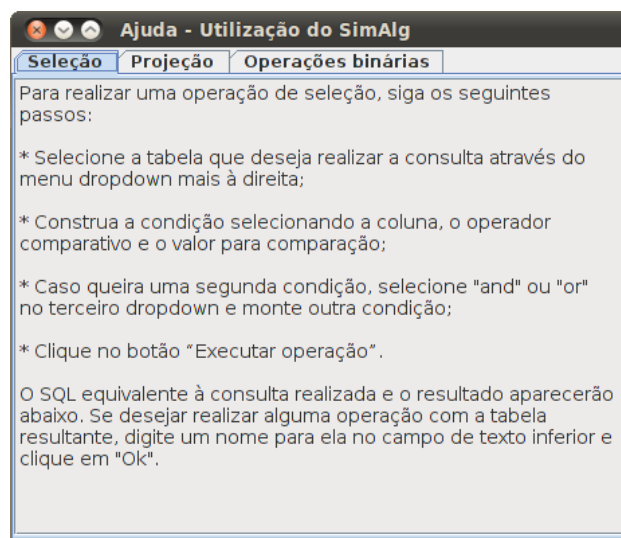 Ajuda - Utilização do SimAlg
Seleção Projeção Operações binárias
Para realizar uma operação de seleção, siga os seguintes
passos:
* Selecione a tabela que deseja realizar a consulta através do
menu dropdown mais à direita;
* Construa a condição selecionando a coluna, o operador
comparativo e o valor para comparação;
* Caso queira uma segunda condição, selecione "and" ou "or"
no terceiro dropdown e monte outra condição;
* Clique no botão “Executar operação”.
O SQL equivalente à consulta realizada e o resultado aparecerão
abaixo. Se desejar realizar alguma operação com a tabela
resultante, digite um nome para ela no campo de texto inferior e
clique em "Ok".